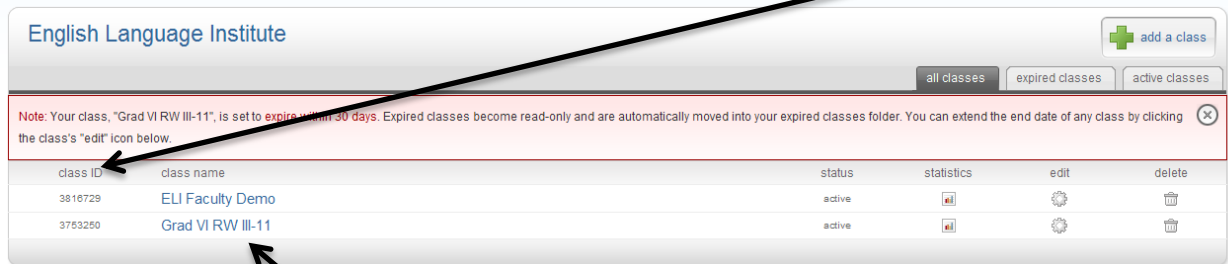 English Language Institute
add a class
all classes expired classes active classes
Note: Your class, "Grad VI RW III-11", is set to expire within 30 days. Expired classes become read-only and are automatically moved into your expired classes folder. You can extend the end date of any class by clicking
the class's "edit" icon below.
class ID class name status statistics edit delete
3816729 ELI Faculty Demo active
3753250 Grad VI RW III-11 active